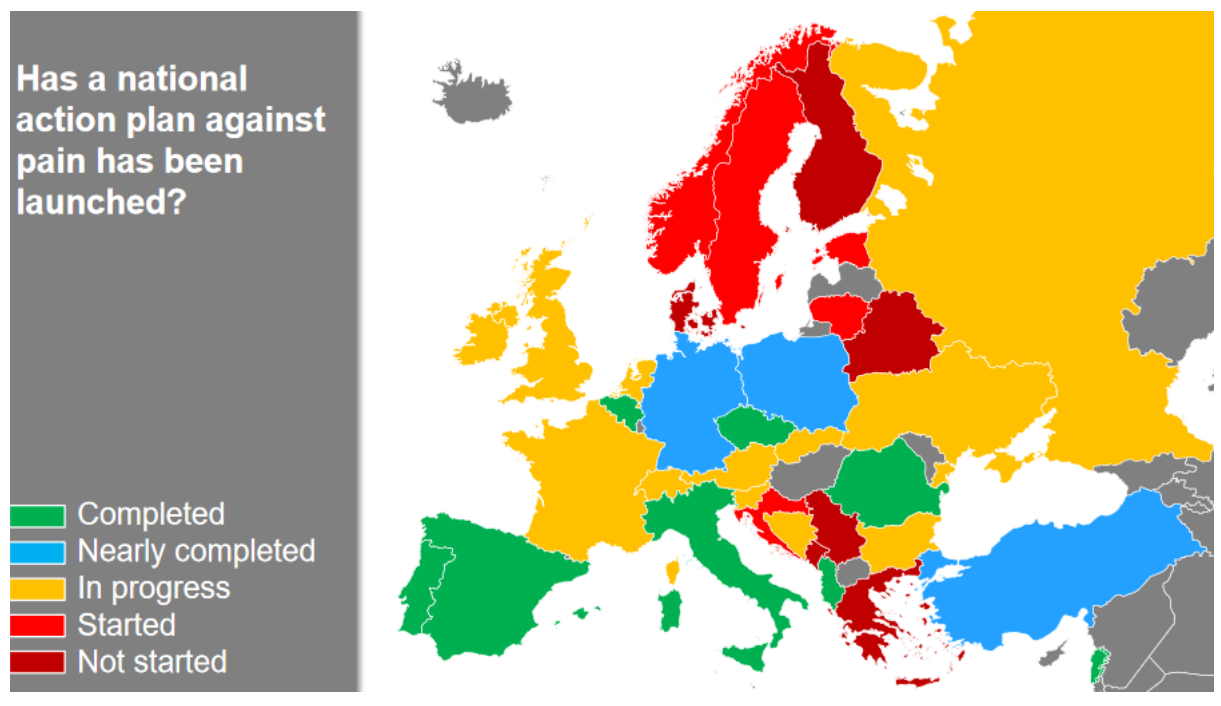 Has a national
action plan against
pain has been
launched?
Completed
Nearly completed
In progress
Started
Not started